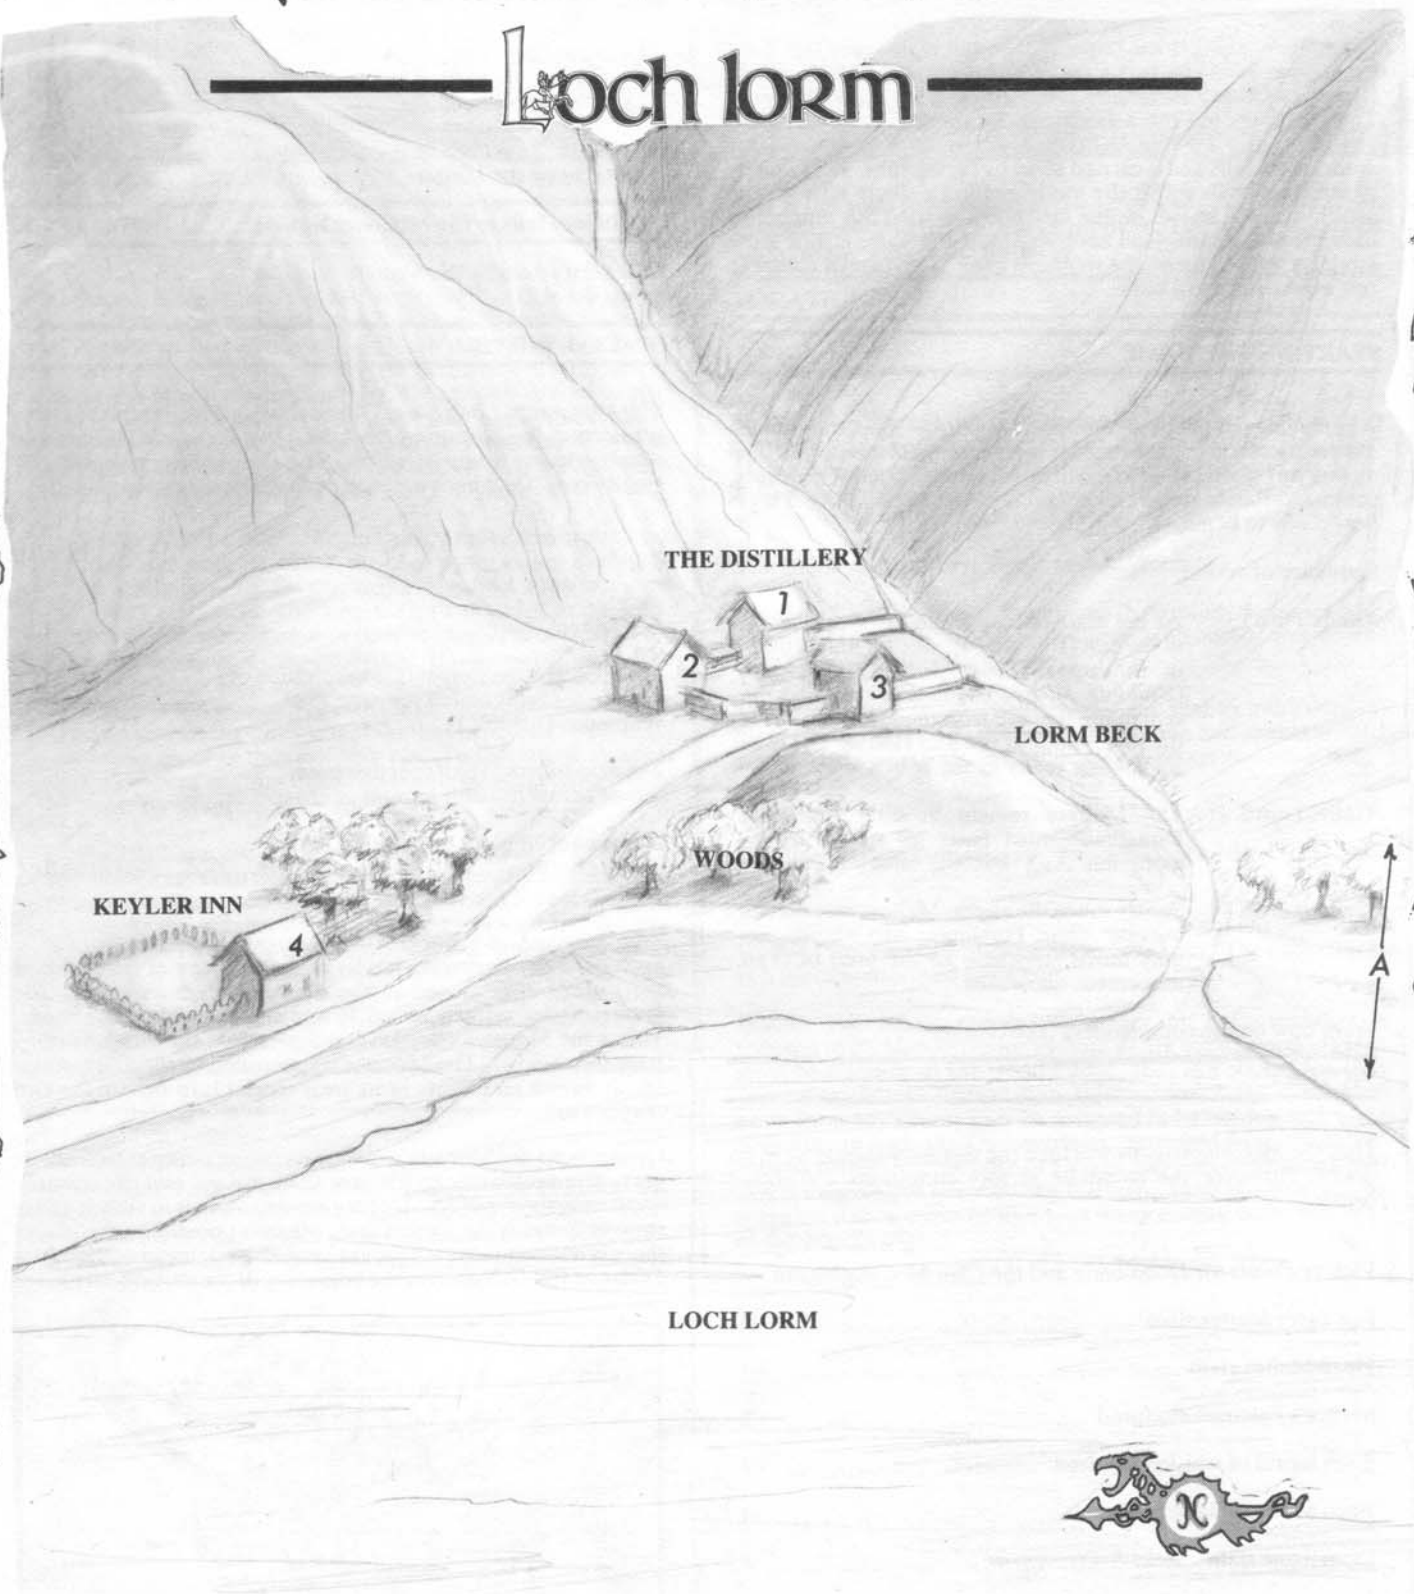 Loch lorm
THE DISTILLERY
1
2
3
LORM BECK
WOODS
KEYLER INN
4
A
LOCH LORM
N